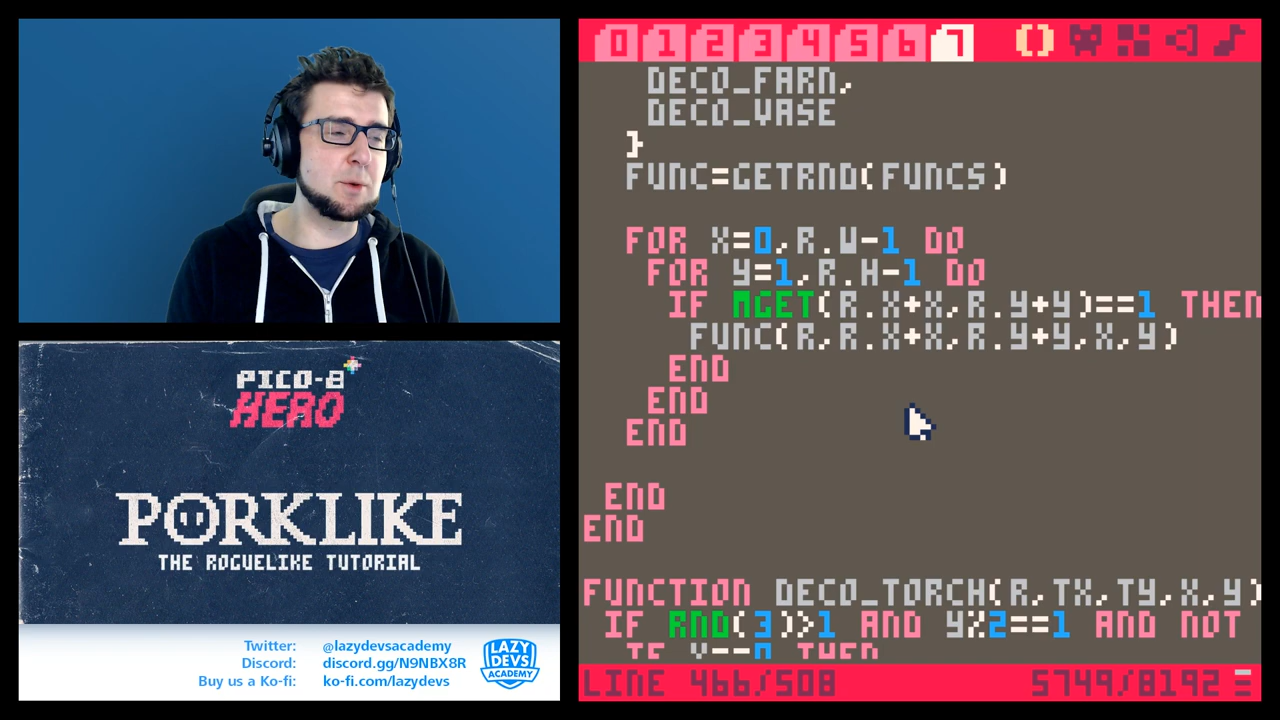 PICO-8
HERO
PORKLIKE
THE ROGUELIKE TUTORIAL
Twitter: @lazydevsacademy
Discord: discord.gg/N9NBX8R
Buy us a Ko-fi: ko-fi.com/lazydevs
LAZY
DEVS
ACADEMY
0 1 2 3 4 5 6 7
DECO_FARN,
DECO_VASE
}
FUNC=GETRND(FUNCS)
FOR X=0,R.W-1 DO
FOR Y=1,R.H-1 DO
IF MGET(R.X+X,R.Y+Y)==1 THEN
FUNC(R,R.X+X,R.Y+Y,X,Y)
END
END
END
END
END
FUNCTION DECO_TORCH(R,TX,TY,X,Y)
IF RND(3)>1 AND Y%2==1 AND NOT
LINE 466/508
5749/8192